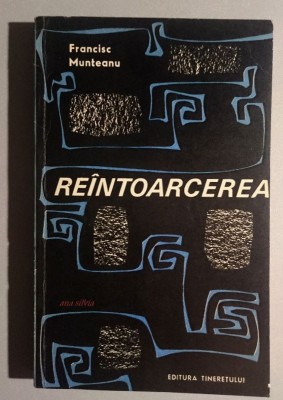 Francisc
Munteanu
REÎNTOARCEREA
ana silvia
EDITURA TINERETULUI